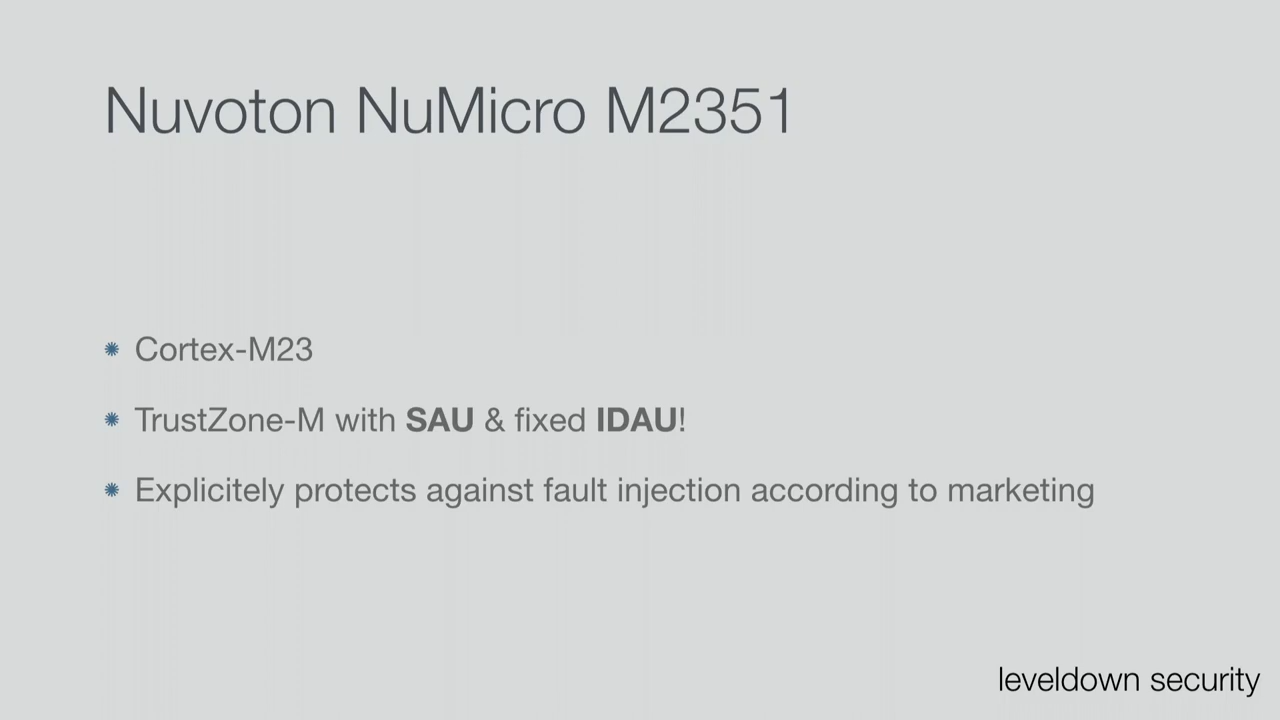 Nuvoton NuMicro M2351
Cortex-M23
TrustZone-M with SAU & fixed IDAU!
Explicitely protects against fault injection according to marketing
leveldown security